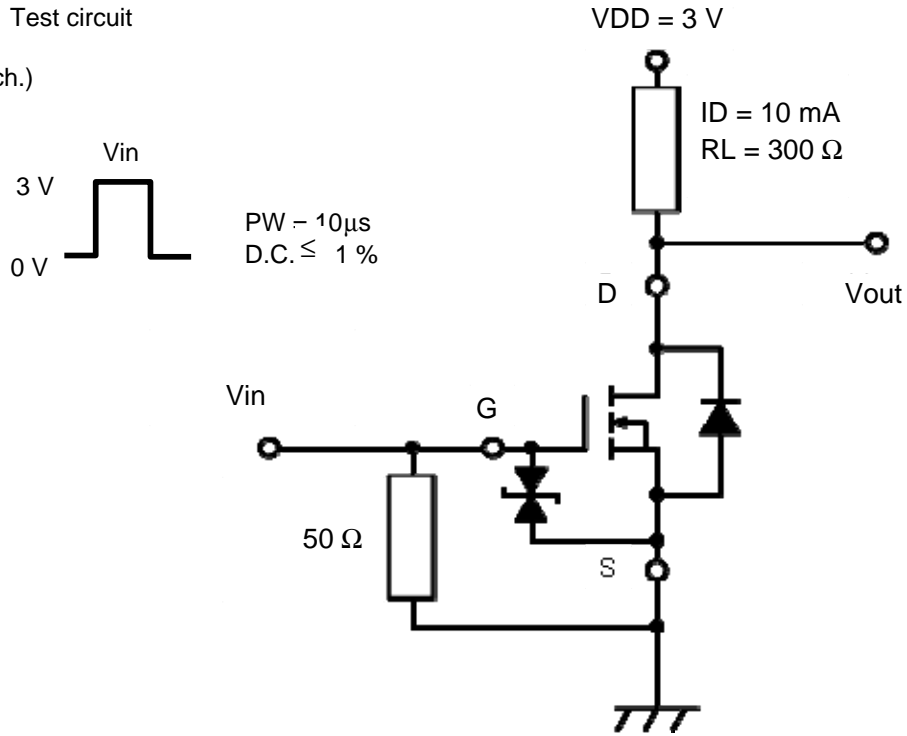 Test circuit
VDD = 3 V
ch.)
ID = 10 mA
RL = 300 Ω
Vin
3 V
PW = 10μs
D.C. ≤ 1 %
0 V
D
Vout
Vin
G
50 Ω
S